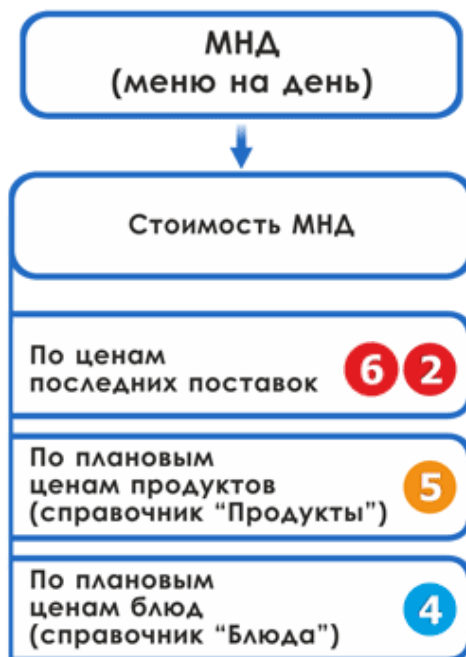 МНД
(меню на день)
Стоимость МНД
По ценам
последних поставок
6 2
По плановым
ценам продуктов
(справочник “Продукты”)
5
По плановым
ценам блюд
(справочник “Блюда”)
4